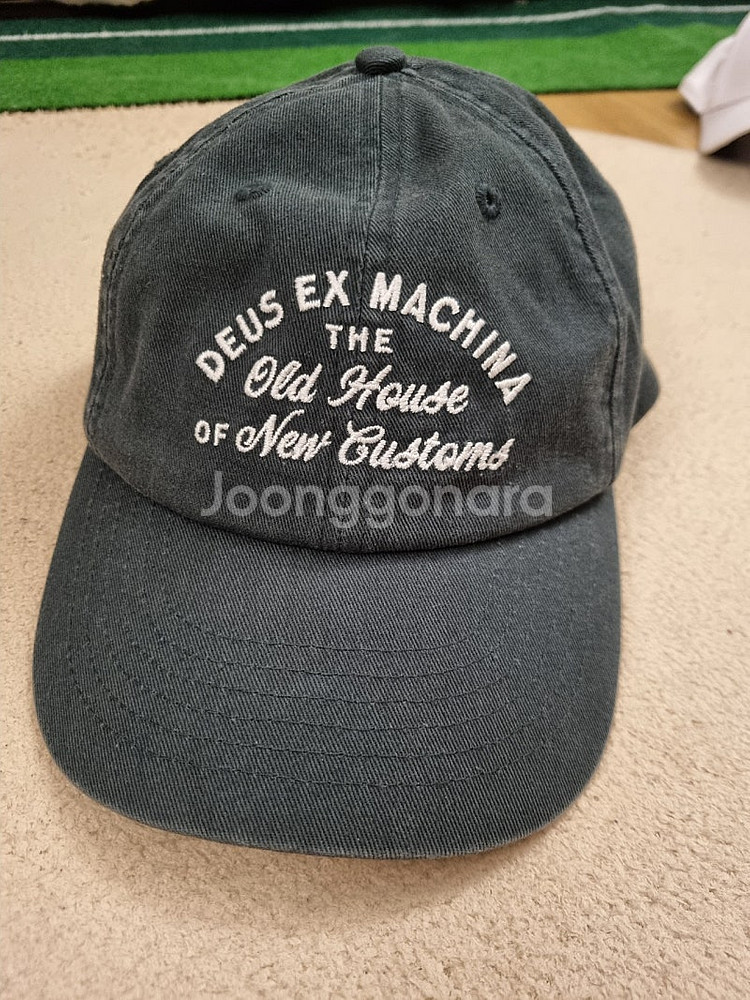 DEUS EX MACHINA
THE
Old House
OF New Customs
Joonggonara